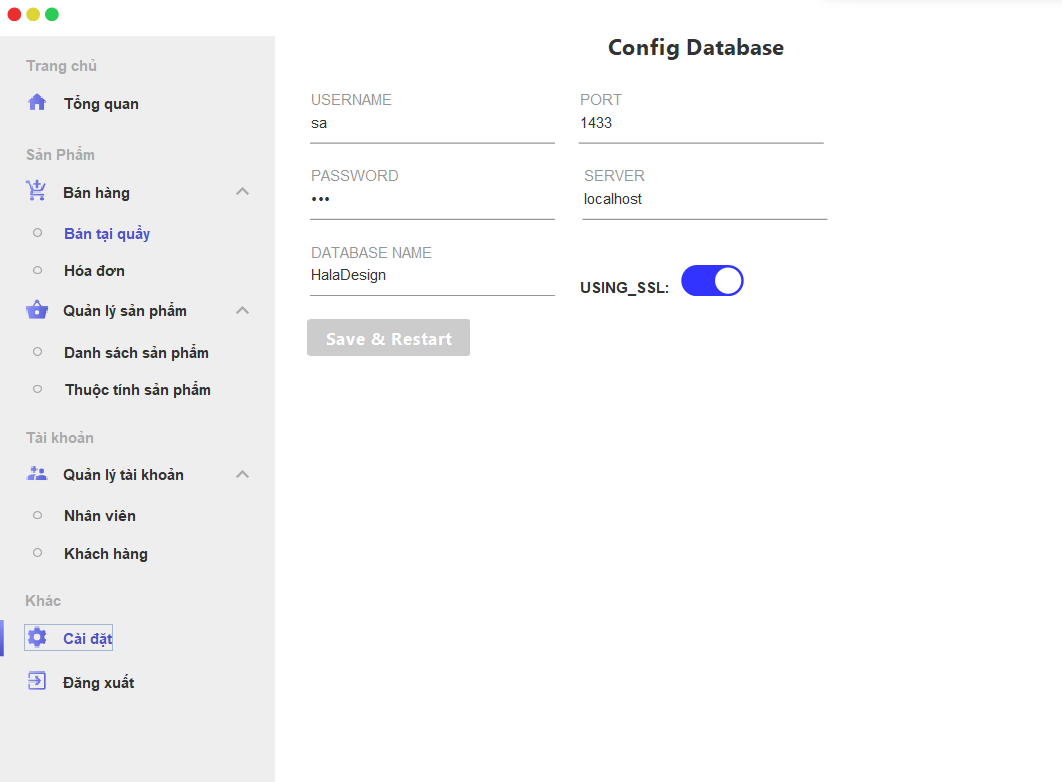 Trang chủ
Tổng quan
Sản Phẩm
Bán hàng
Bán tại quầy
Hóa đơn
Quản lý sản phẩm
Danh sách sản phẩm
Thuộc tính sản phẩm
Tài khoản
Quản lý tài khoản
Nhân viên
Khách hàng
Khác
Cài đặt
Đăng xuất
Config Database
USERNAME
sa
PORT
1433
PASSWORD
•••
SERVER
localhost
DATABASE NAME
HalaDesign
USING_SSL:
Save & Restart